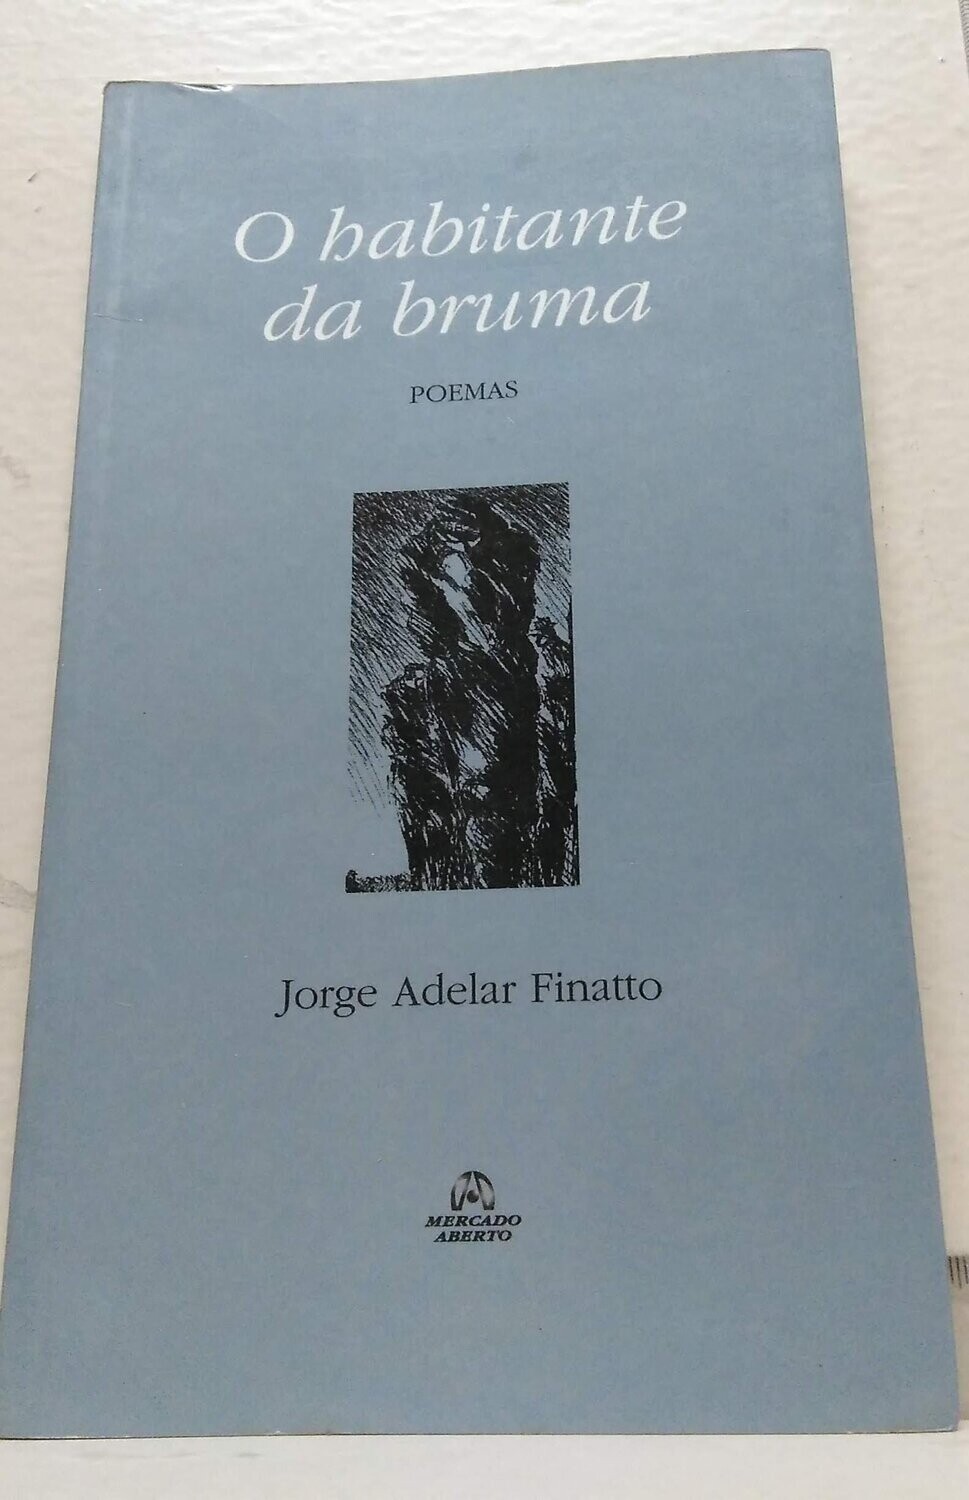 O habitante
da bruma
POEMAS
Jorge Adelar Finatto
MERCADO
ABERTO